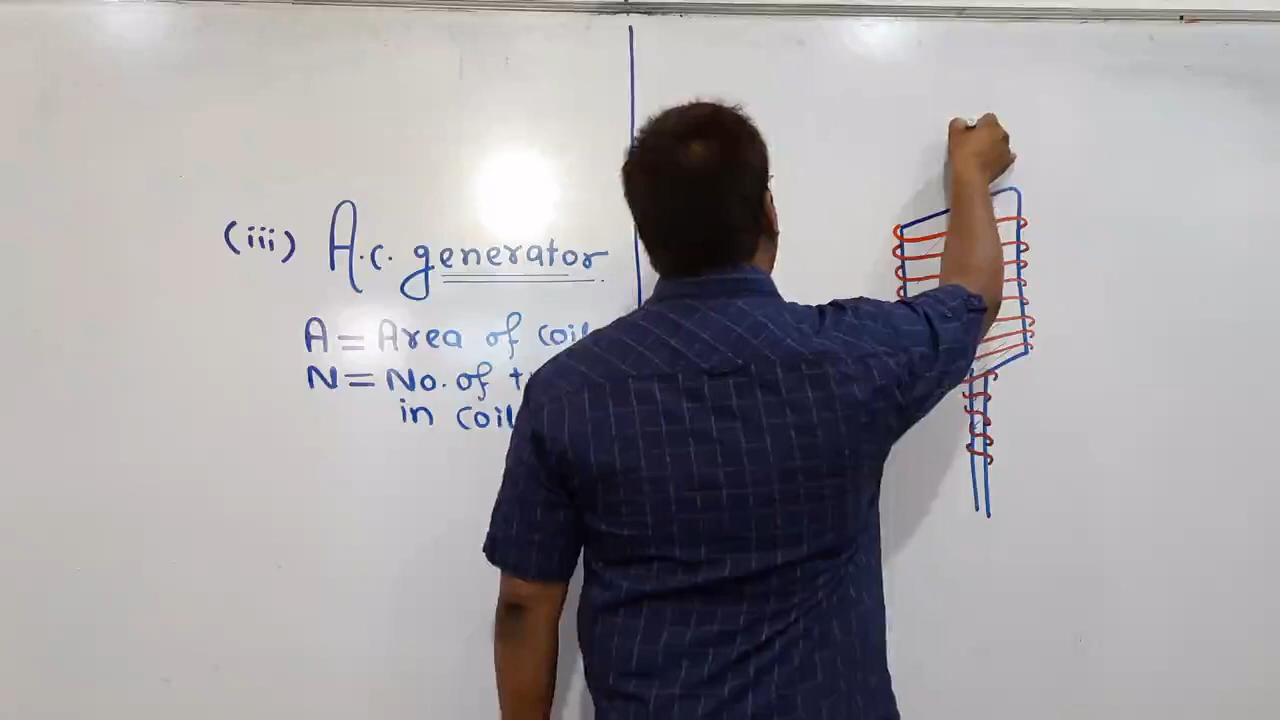 (iii) A.c. generator.
A = Area of coil
N = No. of
in coil